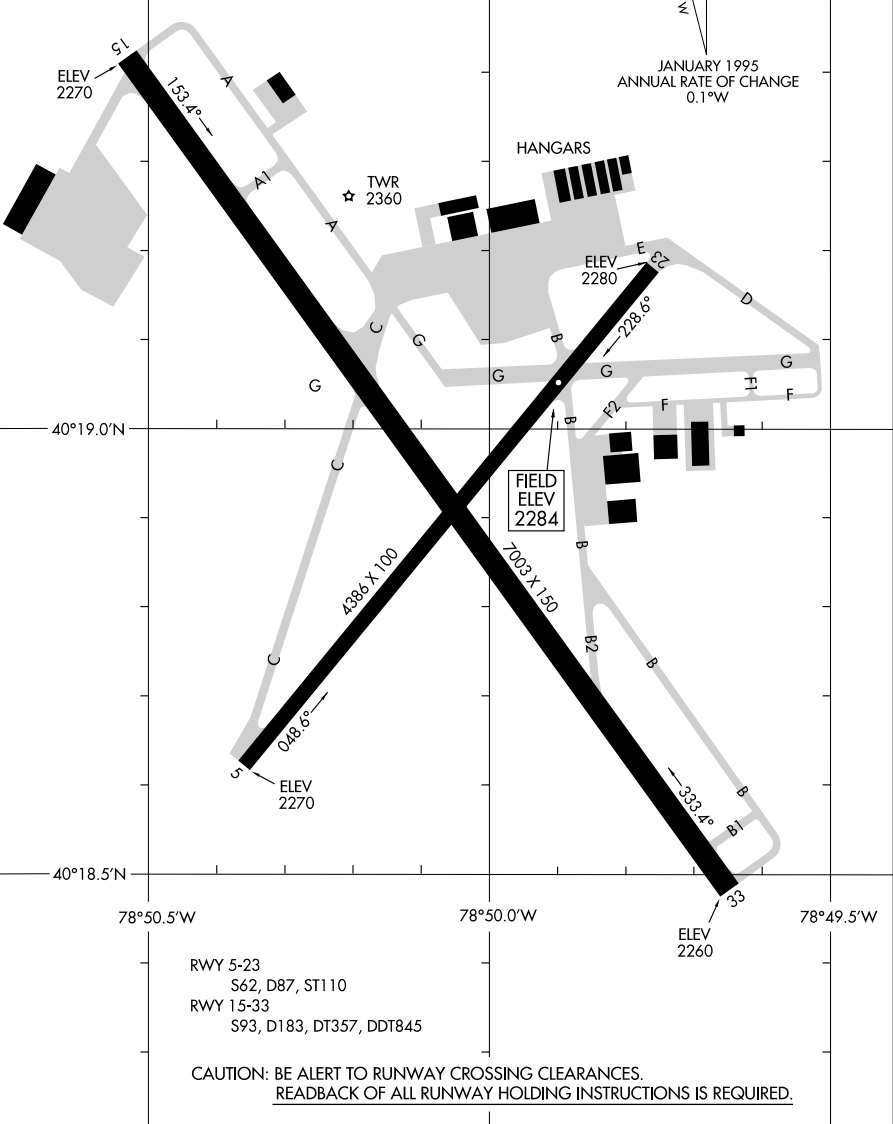 W
JANUARY 1995
ANNUAL RATE OF CHANGE
0.1°W
15
ELEV
2270
153.4°
A
HANGARS
A1
TWR
2360
A
E
23
ELEV
2280
D
228.6°
C
G
B
G
G
G
G
F1
F
F2
F
B
40°19.0'N
C
FIELD
ELEV
2284
B
7003 X 150
4386 X 100
B2
C
B
048.6°
5
ELEV
2270
333.4°
B
B1
40°18.5'N
33
78°50.5'W
78°50.0'W
78°49.5'W
ELEV
2260
RWY 5-23
S62, D87, ST110
RWY 15-33
S93, D183, DT357, DDT845
CAUTION: BE ALERT TO RUNWAY CROSSING CLEARANCES.
READBACK OF ALL RUNWAY HOLDING INSTRUCTIONS IS REQUIRED.